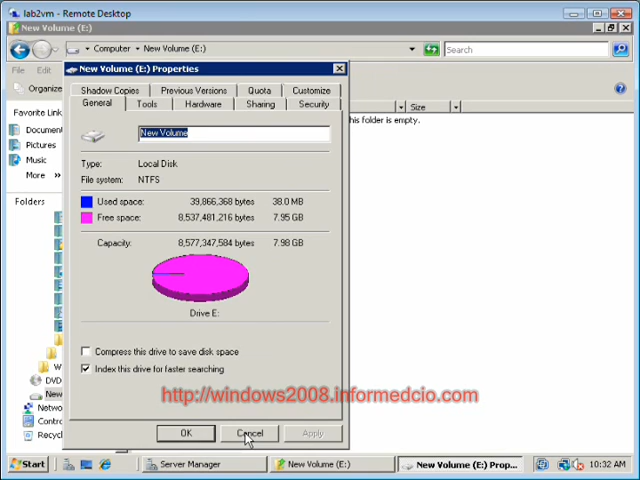 lab2vm - Remote Desktop
New Volume (E:)
Computer
New Volume (E:)
Search
File
Edit
Organize
Favorite Link
Document
Pictures
Music
More »
Folders
W
DVD
New
Network
Control
Recycl
Size
his folder is empty.
New Volume (E:) Properties
Shadow Copies
Previous Versions
Quota
Customize
General
Tools
Hardware
Sharing
Security
New Volume
Type:
Local Disk
File system:
NTFS
Used space:
39,866,368 bytes
38.0 MB
Free space:
8,537,481,216 bytes
7.95 GB
Capacity:
8,577,347,584 bytes
7.98 GB
Drive E:
Compress this drive to save disk space
Index this drive for faster searching
http://windows2008.informedcio.com
OK
Cancel
Apply
Start
Server Manager
New Volume (E:)
New Volume (E:) Prop...
10:32 AM